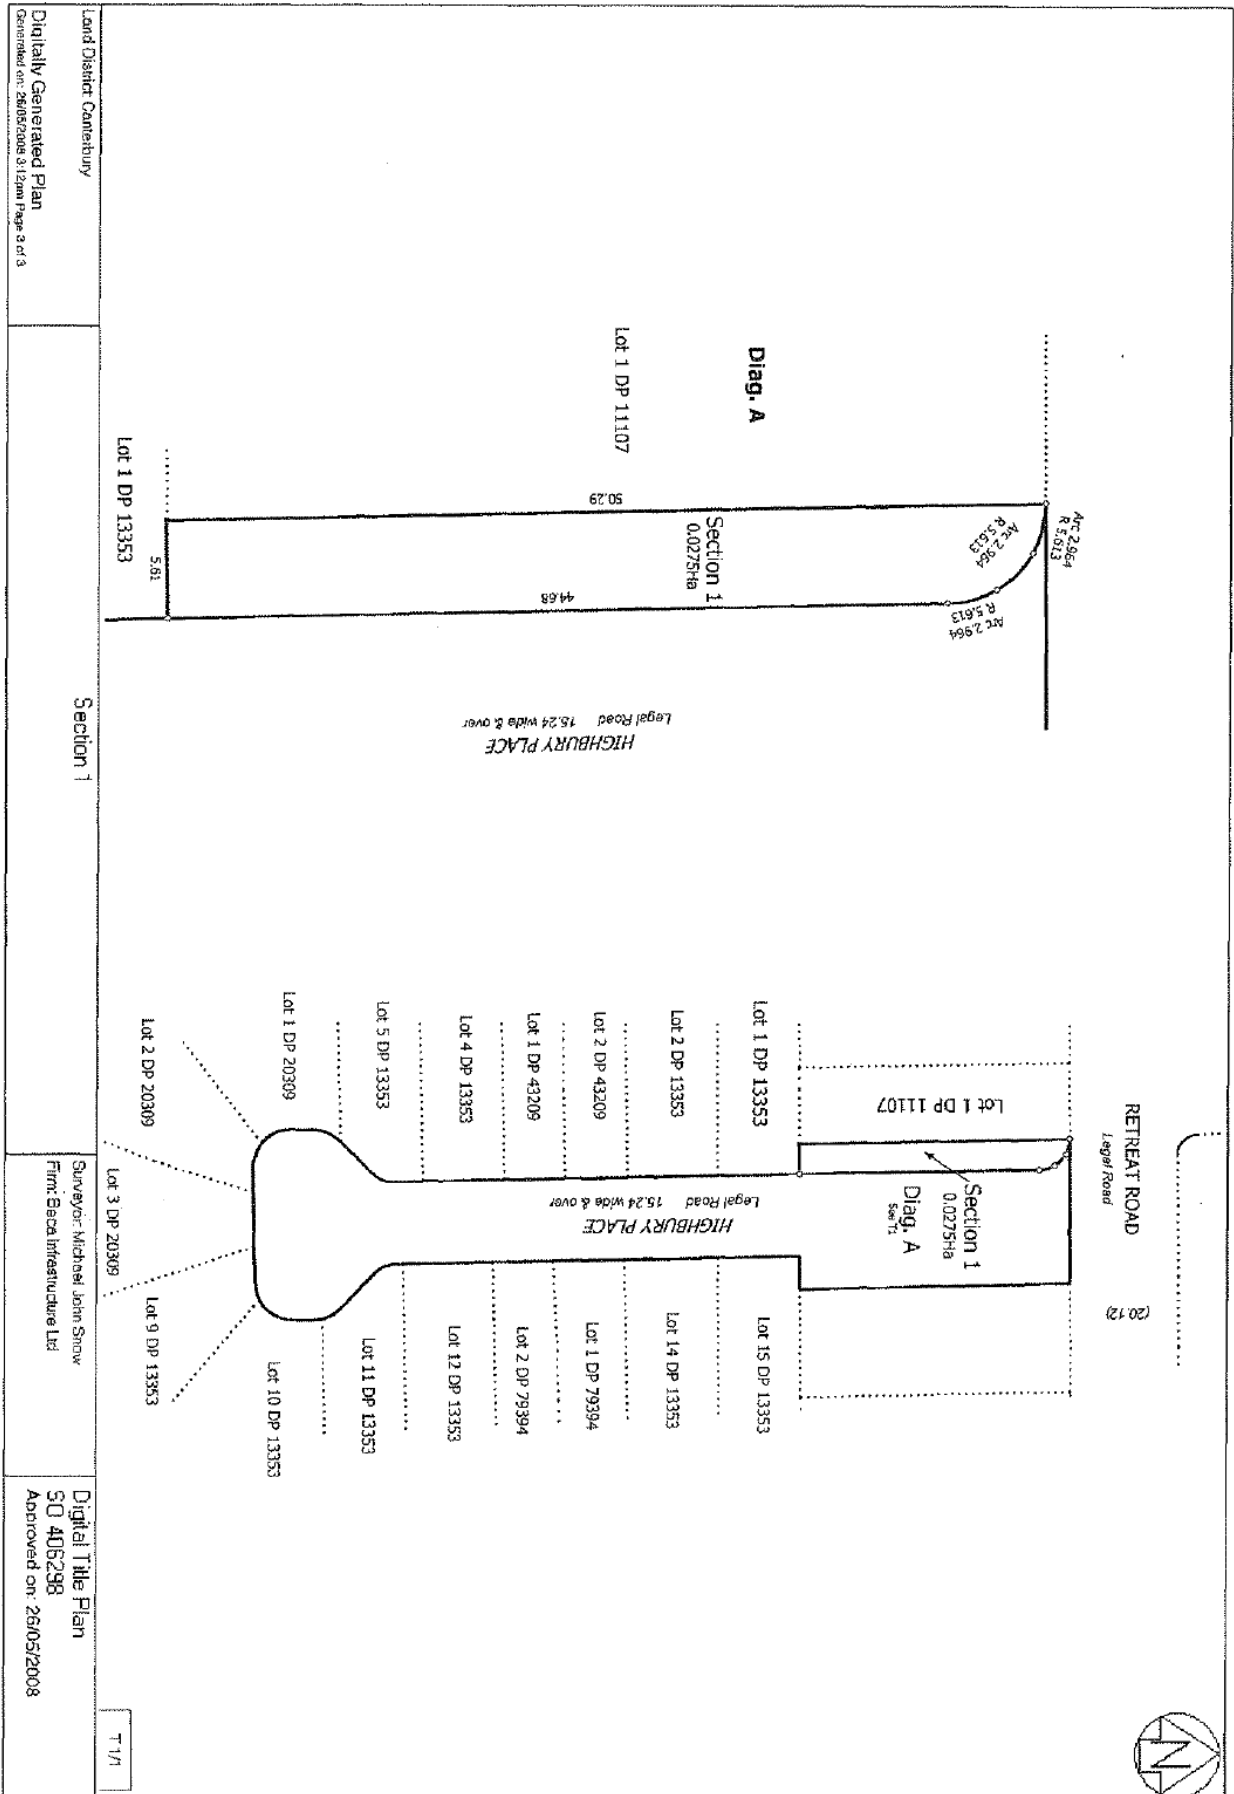 RETREAT ROAD
Legal Road
(20.12)
Diag. A
Lot 1 DP 11107
Arc 2.964
R 5.613
Arc 2.964
R 5.613
Arc 2.964
R 5.613
50.29
Section 1
0.0275Ha
44.68
5.61
Lot 1 DP 13353
HIGHBURY PLACE
Legal Road 15.24 wide & over
Lot 1 DP 11107
Section 1
0.0275Ha
Diag. A
See T1
Lot 1 DP 13353
Lot 2 DP 13353
Lot 2 DP 43209
Lot 1 DP 43209
Lot 4 DP 13353
Lot 5 DP 13353
Lot 1 DP 20309
Lot 2 DP 20309
HIGHBURY PLACE
Legal Road 15.24 wide & over
Lot 15 DP 13353
Lot 14 DP 13353
Lot 1 DP 79394
Lot 2 DP 79394
Lot 12 DP 13353
Lot 11 DP 13353
Lot 10 DP 13353
Lot 9 DP 13353
Lot 3 DP 20309
T 1/1
Land District: Canterbury
Digitally Generated Plan
Generated on: 26/05/2008 3:12pm Page 3 of 3
Section 1
Surveyor: Michael John Snow
Firm: Beca Infrastructure Ltd
Digital Title Plan
SO 406298
Approved on: 26/05/2008
N